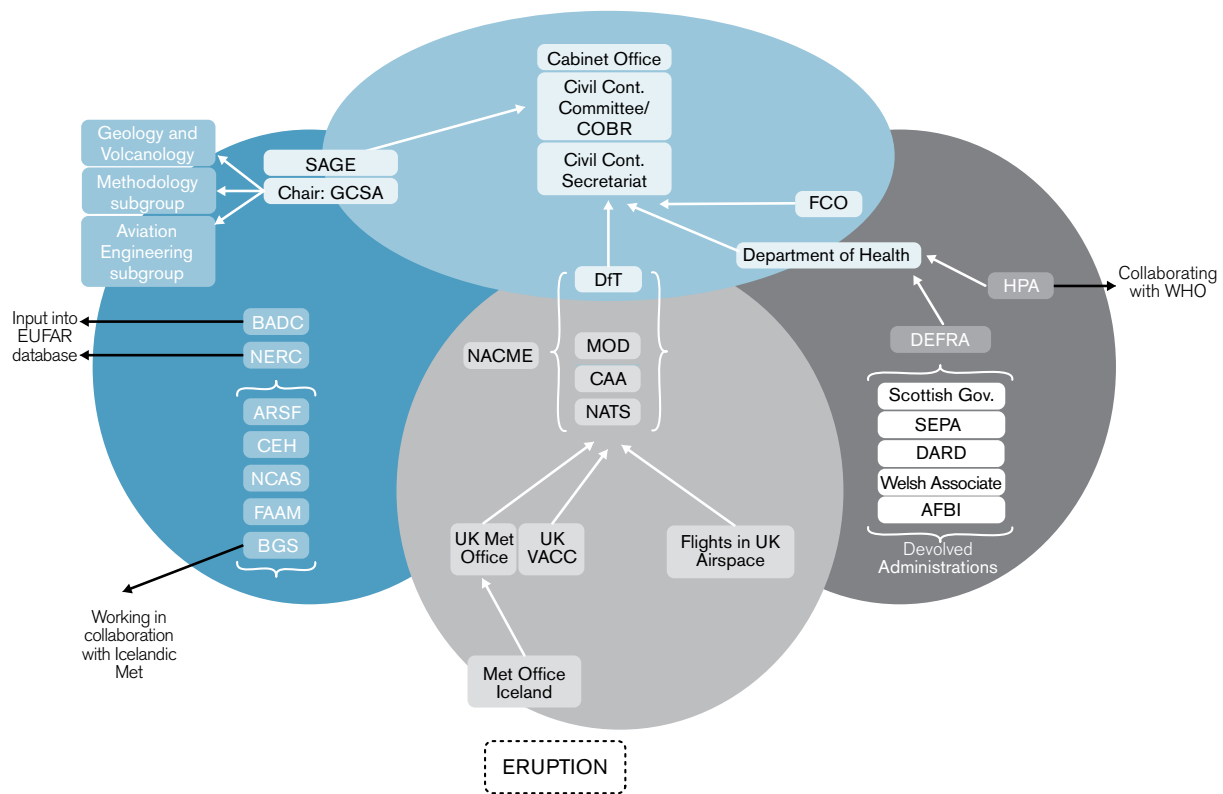 Cabinet Office
Civil Cont.
Committee/
COBR
Civil Cont.
Secretariat
Geology and
Volcanology
Methodology
subgroup
Aviation
Engineering
subgroup
SAGE
Chair: GCSA
FCO
Department of Health
DfT
HPA
Collaborating
with WHO
Input into
EUFAR
database
BADC
NERC
NACME
MOD
CAA
NATS
DEFRA
ARSF
CEH
NCAS
FAAM
BGS
Scottish Gov.
SEPA
DARD
Welsh Associate
AFBI
Devolved
Administrations
UK Met
Office
UK
VACC
Flights in UK
Airspace
Working in
collaboration
with Icelandic
Met
Met Office
Iceland
ERUPTION